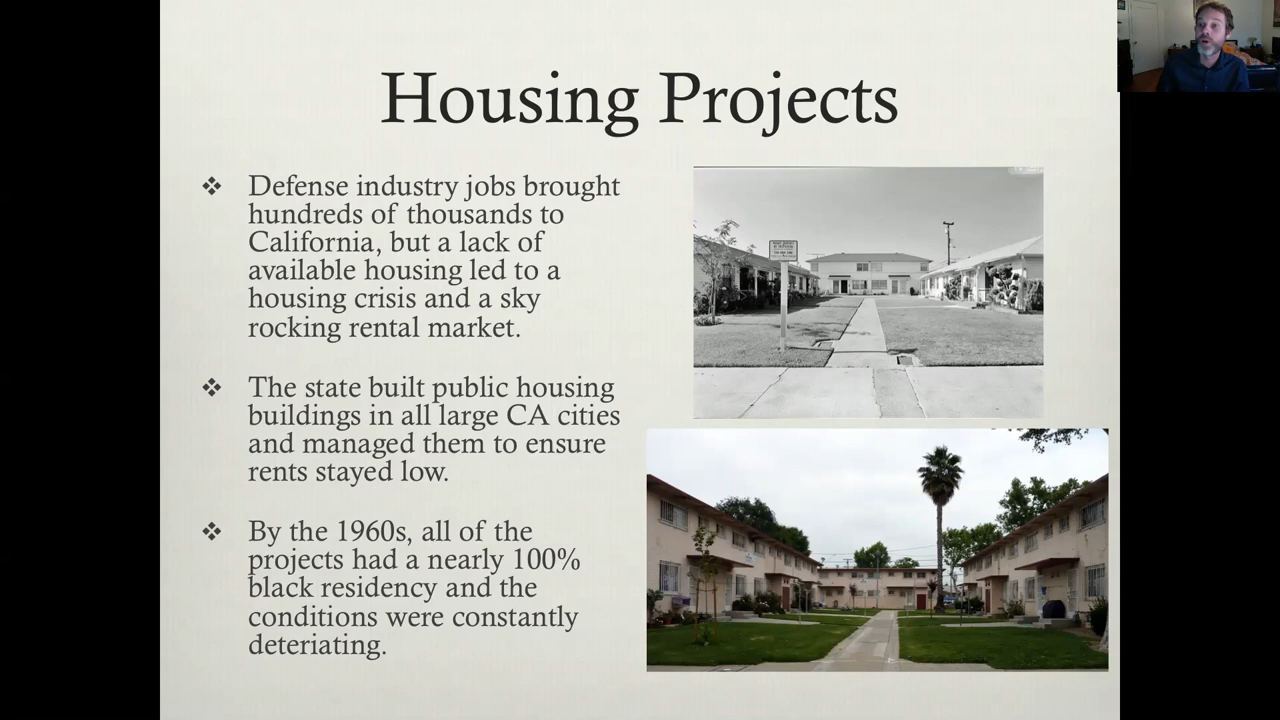 Housing Projects
❖ Defense industry jobs brought
hundreds of thousands to
California, but a lack of
available housing led to a
housing crisis and a sky
rocking rental market.
❖ The state built public housing
buildings in all large CA cities
and managed them to ensure
rents stayed low.
❖ By the 1960s, all of the
projects had a nearly 100%
black residency and the
conditions were constantly
deteriating.